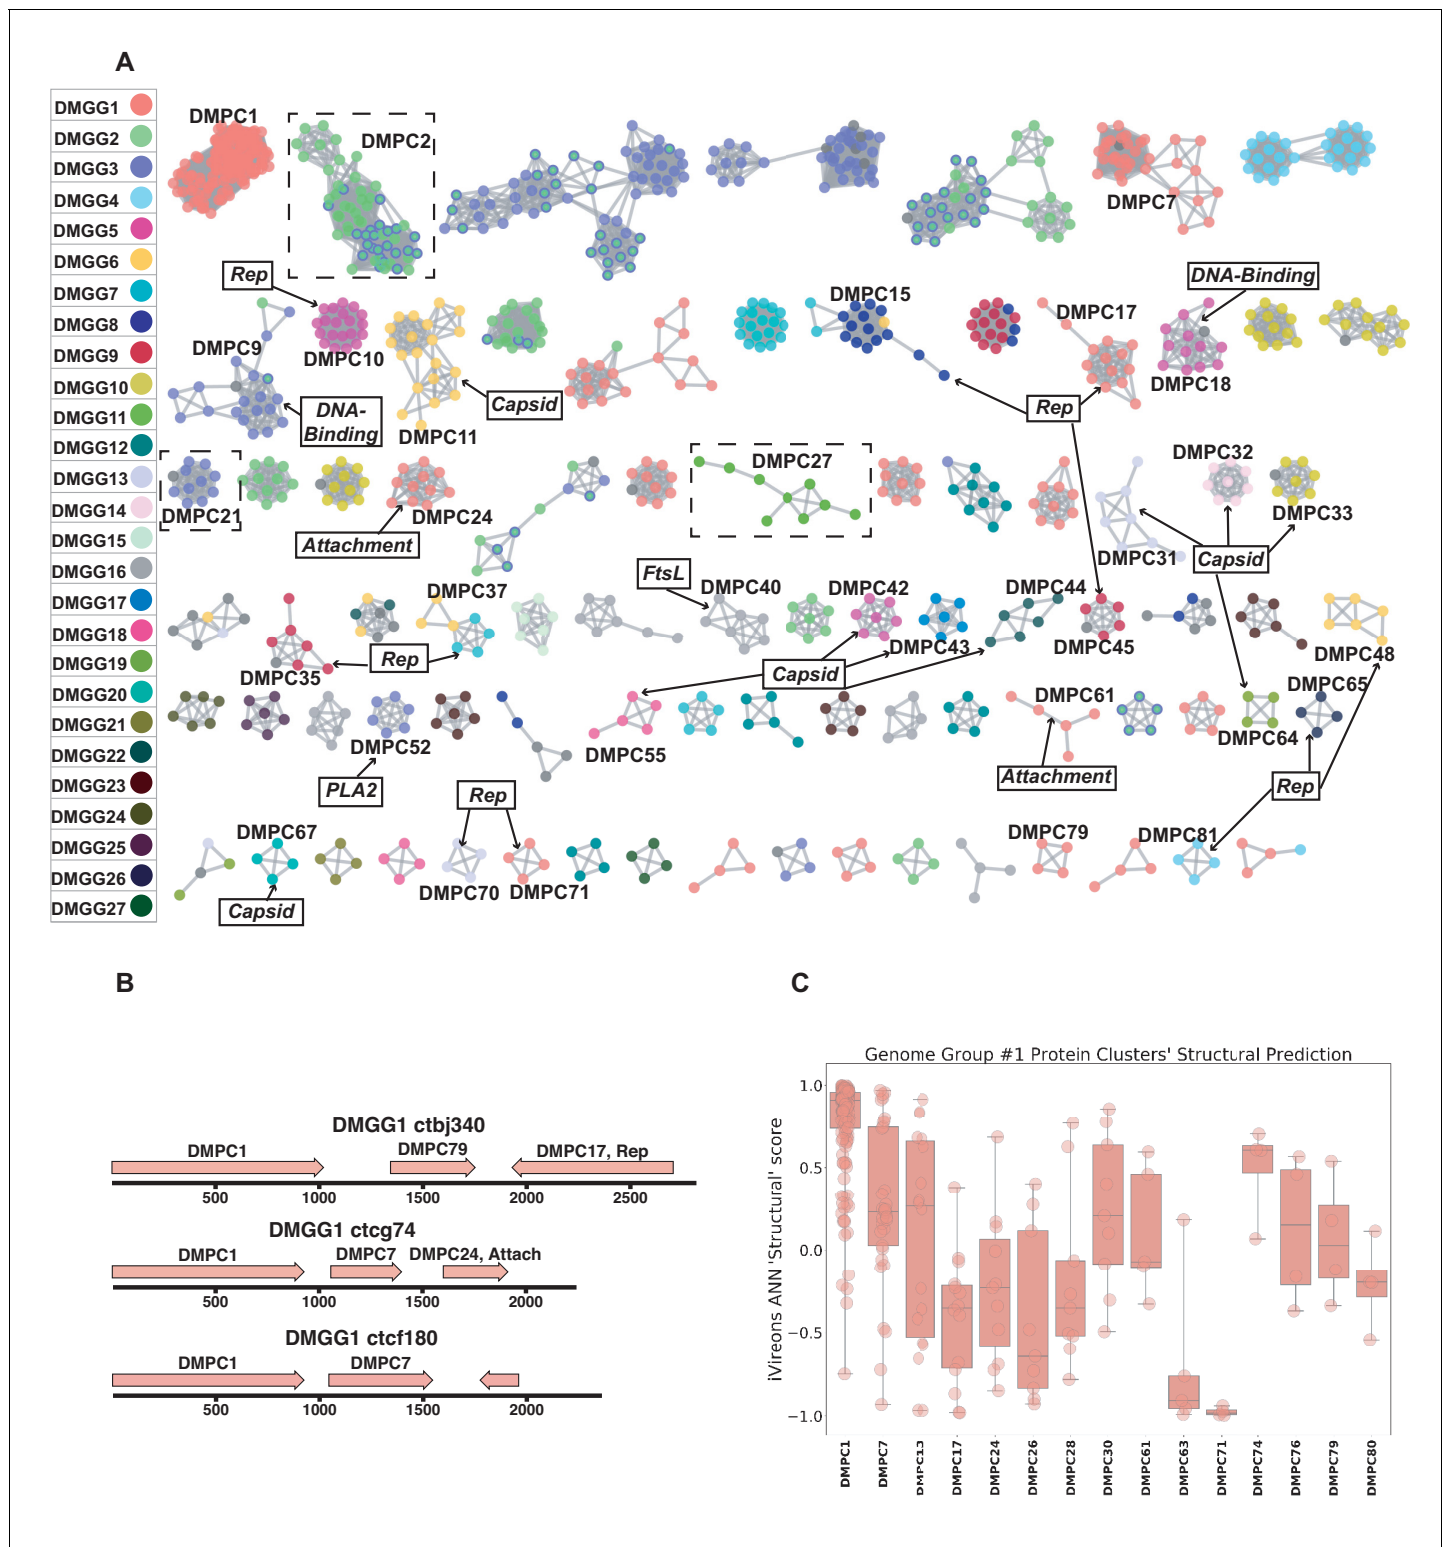 A
DMGG1
DMGG2
DMGG3
DMGG4
DMGG5
DMGG6
DMGG7
DMGG8
DMGG9
DMGG10
DMGG11
DMGG12
DMGG13
DMGG14
DMGG15
DMGG16
DMGG17
DMGG18
DMGG19
DMGG20
DMGG21
DMGG22
DMGG23
DMGG24
DMGG25
DMGG26
DMGG27
DMPC1
DMPC2
DMPC7
Rep
DNA-Binding
DMPC15
DMPC17
DMPC9
DMPC10
DMPC18
Capsid
Rep
DNA-
Binding
DMPC11
DMPC32
DMPC27
DMPC21
DMPC24
DMPC33
Attachment
DMPC31
Capsid
FtsL
DMPC37
DMPC40
DMPC42
DMPC44
DMPC43
DMPC45
DMPC48
Rep
Capsid
DMPC35
DMPC65
DMPC61
DMPC52
DMPC55
DMPC64
PLA2
Rep
Attachment
Rep
DMPC67
DMPC79
DMPC81
DMPC70
DMPC71
Capsid
B
DMGG1 ctbj340
DMPC1
DMPC79
DMPC17, Rep
500
1000
1500
2000
2500
DMGG1 ctcg74
DMPC1
DMPC7
DMPC24, Attach
500
1000
1500
2000
DMGG1 ctcf180
DMPC1
DMPC7
500
1000
1500
2000
C
Genome Group #1 Protein Clusters' Structural Prediction
iVireons ANN 'Structural' score
1.0
0.5
0.0
−0.5
−1.0
DMPC1
DMPC7
DMPC13
DMPC17
DMPC24
DMPC26
DMPC28
DMPC30
DMPC61
DMPC63
DMPC71
DMPC74
DMPC76
DMPC79
DMPC80